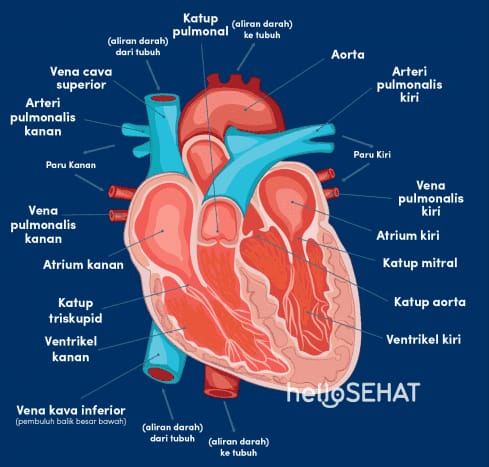 Katup
pulmonal
(aliran darah)
dari tubuh
(aliran darah)
ke tubuh
Aorta
Vena cava
superior
Arteri
pulmonalis
kiri
Arteri
pulmonalis
kanan
Paru Kanan
Paru Kiri
Vena
pulmonalis
kiri
Vena
pulmonalis
kanan
Atrium kiri
Atrium kanan
Katup mitral
Katup
triskupid
Katup aorta
Ventrikel
kanan
Ventrikel kiri
helloSEHAT
Vena kava inferior
(pembuluh balik besar bawah)
(aliran darah)
dari tubuh
(aliran darah)
ke tubuh